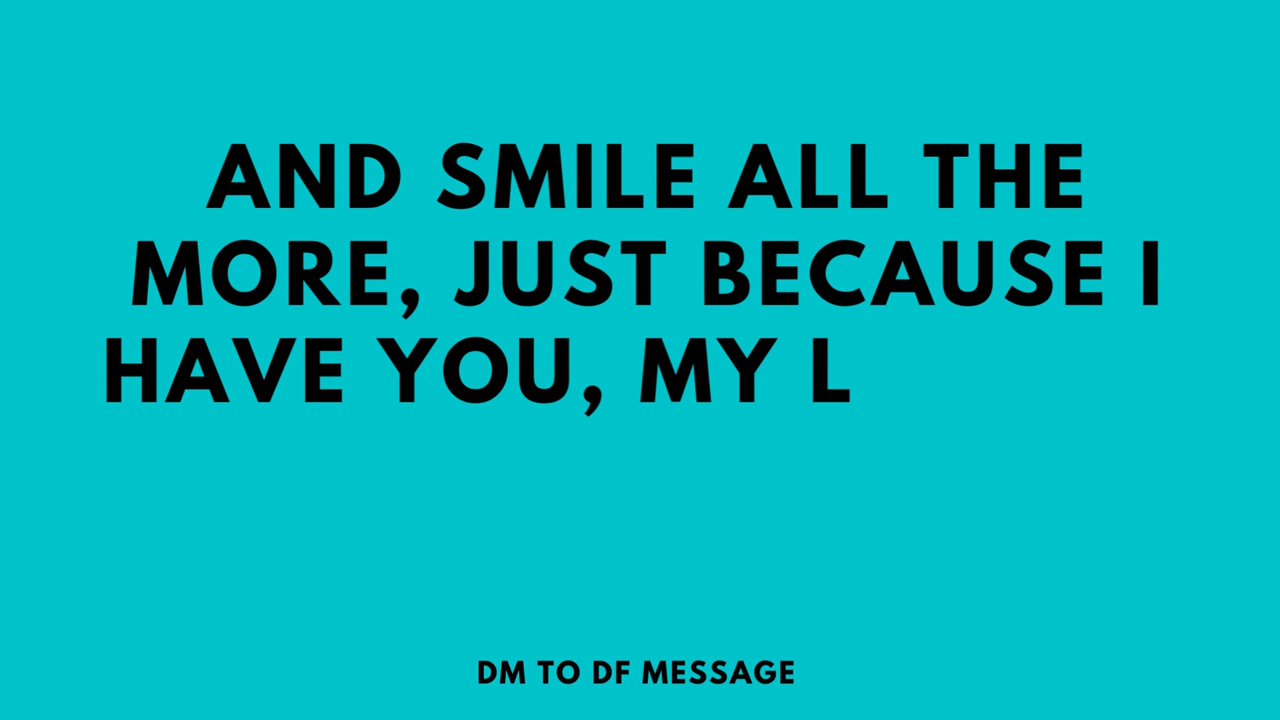 AND SMILE ALL THE
MORE, JUST BECAUSE I
HAVE YOU, MY L
DM TO DF MESSAGE